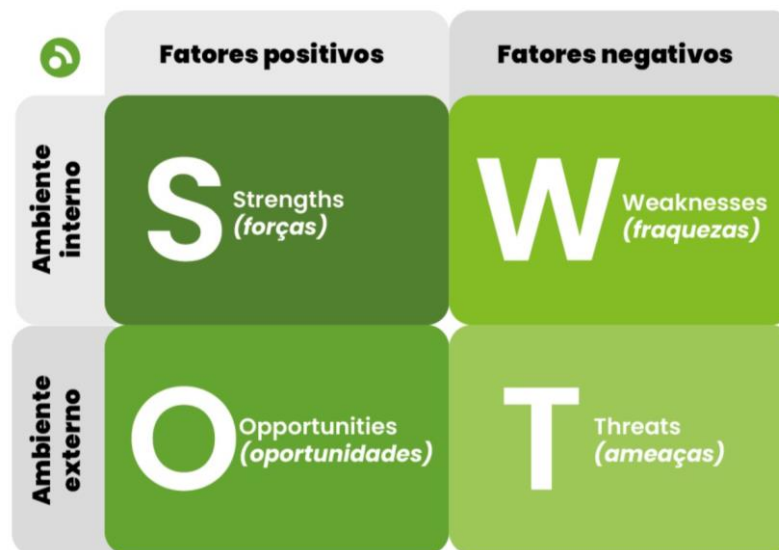 Fatores positivos
Fatores negativos
Ambiente
interno
S
Strengths
(forças)
W
Weaknesses
(fraquezas)
Ambiente
externo
O
Opportunities
(oportunidades)
T
Threats
(ameaças)